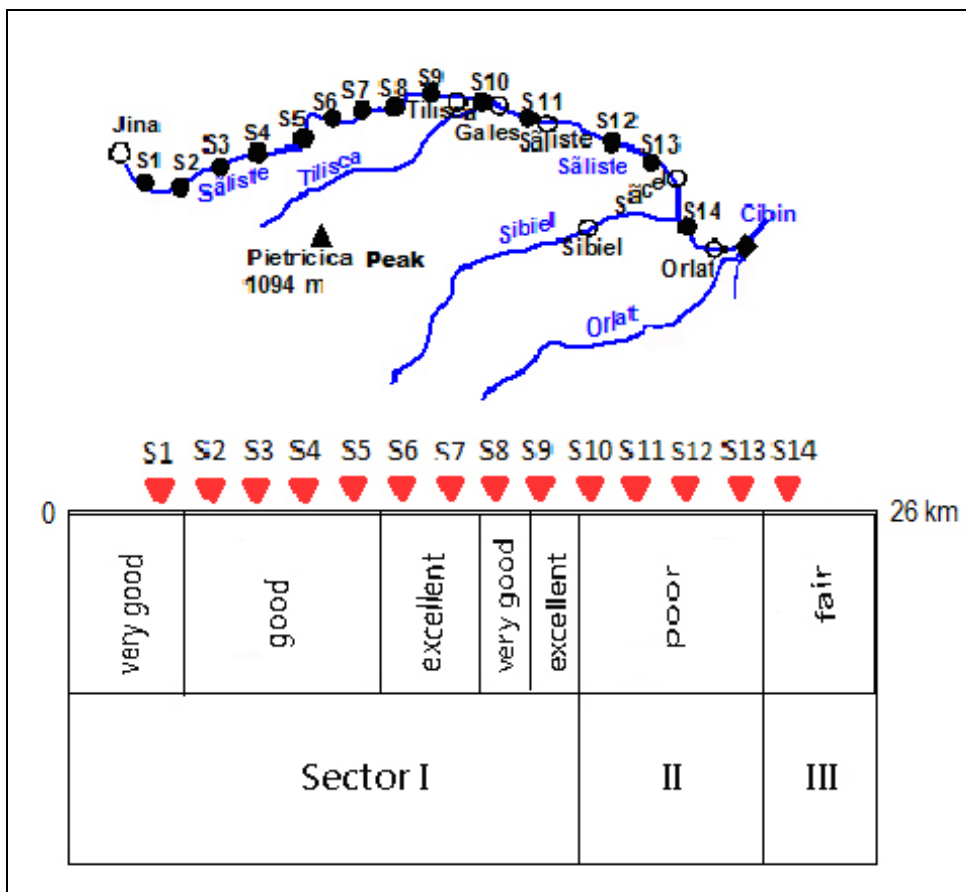 Jina
S1
S2
S3
S4
S5
S6
S7
S8
S9
S10
S11
S12
S13
S14
Tilisca
Gales
Săliste
Săliste
Săliste
Tilisca
Săcel
Cibin
Sibiel
Sibiel
Orlat
Orlat
Pietricica Peak
1094 m
S1 S2 S3 S4 S5 S6 S7 S8 S9 S10 S11 S12 S13 S14
0 26 km
very good
good
excellent
very good
excellent
poor
fair
Sector I II III